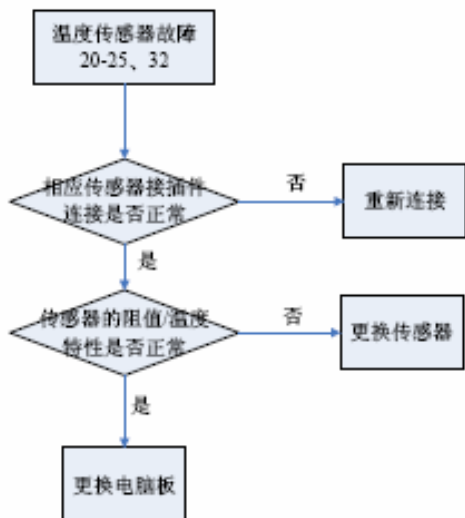 温度传感器故障
20-25、32
相应传感器接插件
连接是否正常
否
重新连接
是
传感器的阻值/温度
特性是否正常
否
更换传感器
是
更换电脑板